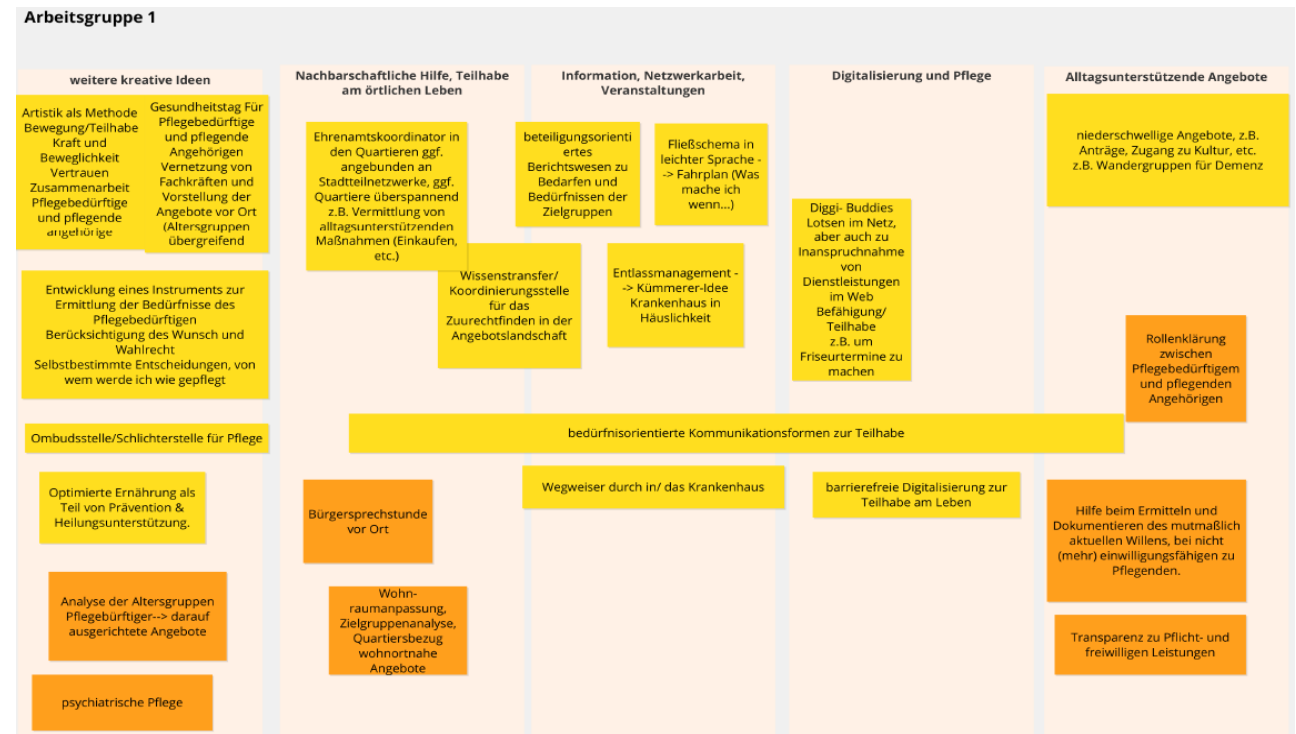 Arbeitsgruppe 1
weitere kreative Ideen
Artistik als Methode
Bewegung/Teilhabe
Kraft und
Beweglichkeit
Vertrauen
Zusammenarbeit
Pflegebedürftige
und pflegende
angehörige
Gesundheitstag Für
Pflegebedürftige
und pflegende
Angehörigen
Vernetzung von
Fachkräften und
Vorstellung der
Angebote vor Ort
(Altersgruppen
übergreifend
Entwicklung eines Instruments zur
Ermittlung der Bedürfnisse des
Pflegebedürftigen
Berücksichtigung des Wunsch und
Wahlrecht
Selbstbestimmte Entscheidungen, von
wem werde ich wie gepflegt
Ombudsstelle/Schlichterstelle für Pflege
Optimierte Ernährung als
Teil von Prävention &
Heilungsunterstützung.
Analyse der Altersgruppen
Pflegebürftiger--> darauf
ausgerichtete Angebote
psychiatrische Pflege
Nachbarschaftliche Hilfe, Teilhabe
am örtlichen Leben
Ehrenamtskoordinator in
den Quartieren ggf.
angebunden an
Stadtteilnetzwerke, ggf.
Quartiere überspannend
z.B. Vermittlung von
alltagsunterstützenden
Maßnahmen (Einkaufen,
etc.)
Wissenstransfer/
Koordinierungsstelle
für das
Zuurechtfinden in der
Angebotslandschaft
bedürfnisorientierte Kommunikationsformen zur Teilhabe
Bürgersprechstunde
vor Ort
Wohn-
raumanpassung,
Zielgruppenanalyse,
Quartiersbezug
wohnortnahe
Angebote
Information, Netzwerkarbeit,
Veranstaltungen
beteiligungsorienti
ertes
Berichtswesen zu
Bedarfen und
Bedürfnissen der
Zielgruppen
Fließschema in
leichter Sprache -
-> Fahrplan (Was
mache ich
wenn...)
Entlassmanagement -
-> Kümmerer-Idee
Krankenhaus in
Häuslichkeit
Wegweiser durch in/ das Krankenhaus
Digitalisierung und Pflege
Diggi- Buddies
Lotsen im Netz,
aber auch zu
Inanspruchnahme
von
Dienstleistungen
im Web
Befähigung/
Teilhabe
z.B. um
Friseurtermine zu
machen
barrierefreie Digitalisierung zur
Teilhabe am Leben
Alltagsunterstützende Angebote
niederschwellige Angebote, z.B.
Anträge, Zugang zu Kultur, etc.
z.B. Wandergruppen für Demenz
Rollenklärung
zwischen
Pflegebedürftigem
und pflegenden
Angehörigen
Hilfe beim Ermitteln und
Dokumentieren des mutmaßlich
aktuellen Willens, bei nicht
(mehr) einwilligungsfähigen zu
Pflegenden.
Transparenz zu Pflicht- und
freiwilligen Leistungen